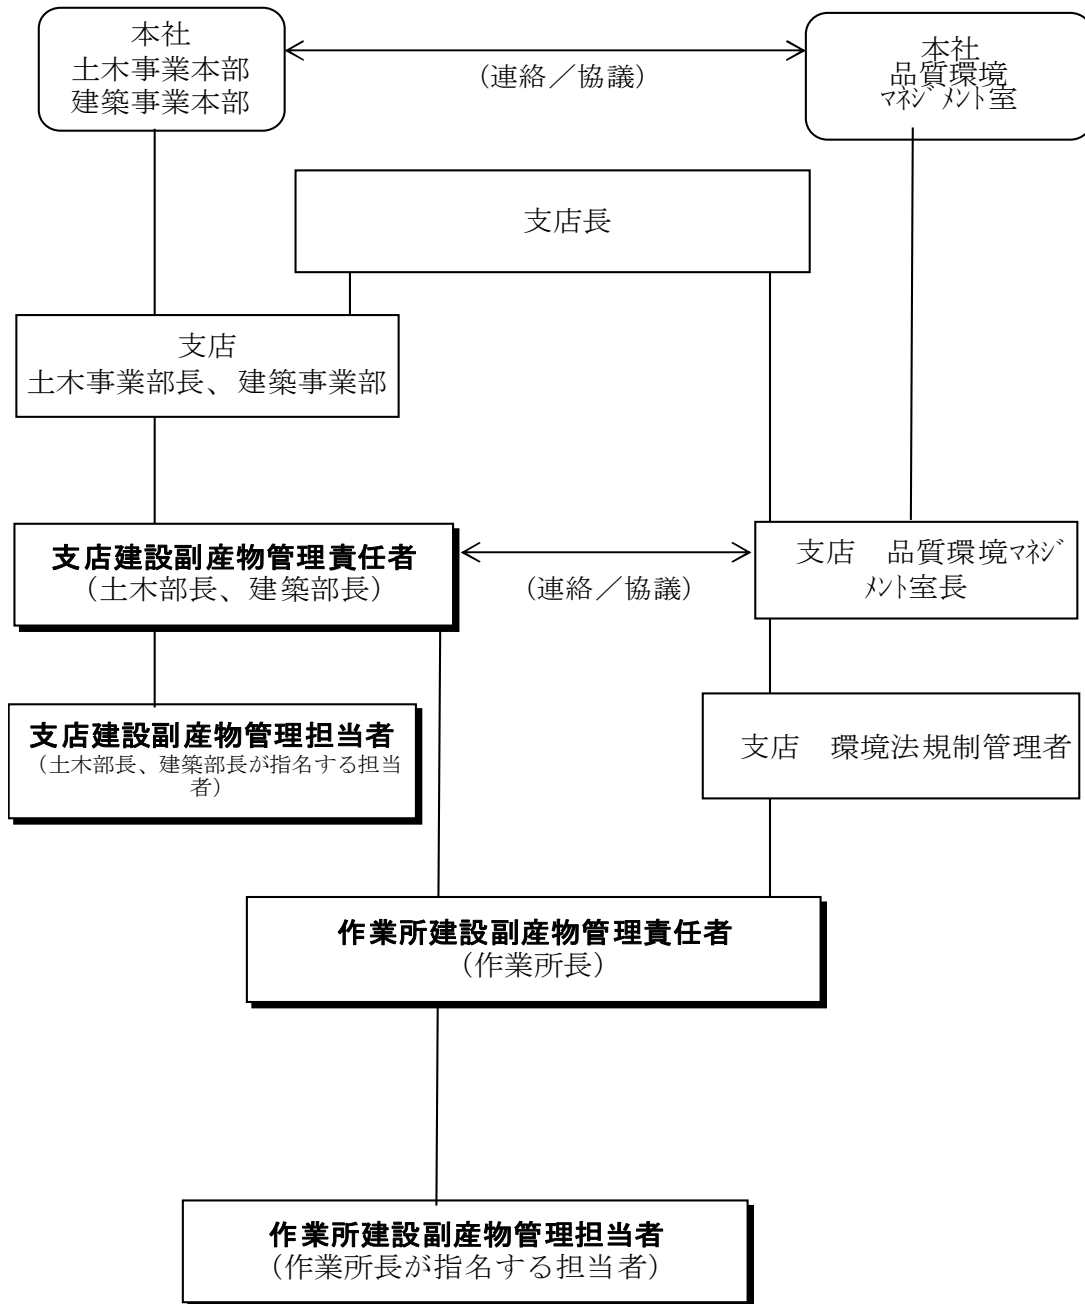 本社
土木事業本部
建築事業本部
(連絡／協議)
本社
品質環境
ﾏﾈｼﾞﾒﾝﾄ室
支店長
支店
土木事業部長、建築事業部
支店建設副産物管理責任者
（土木部長、建築部長）
(連絡／協議)
支店　品質環境ﾏﾈｼﾞ
ﾒﾝﾄ室長
支店建設副産物管理担当者
（土木部長、建築部長が指名する担当
者）
支店　環境法規制管理者
作業所建設副産物管理責任者
（作業所長）
作業所建設副産物管理担当者
（作業所長が指名する担当者）